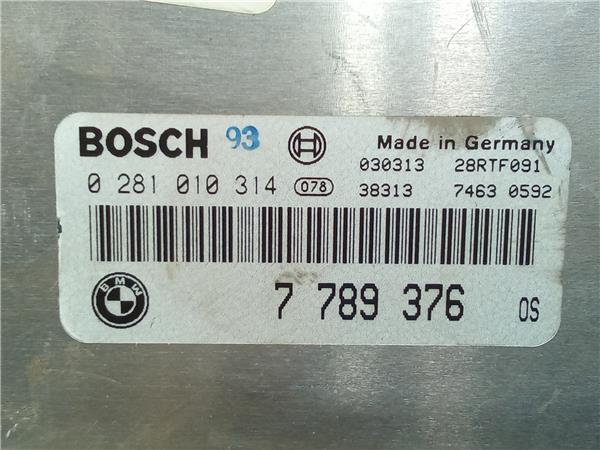 BOSCH 93 Made in Germany
030313 28RTF091
0 281 010 314 078 38313 7463 0592
BMW 7 789 376 OS